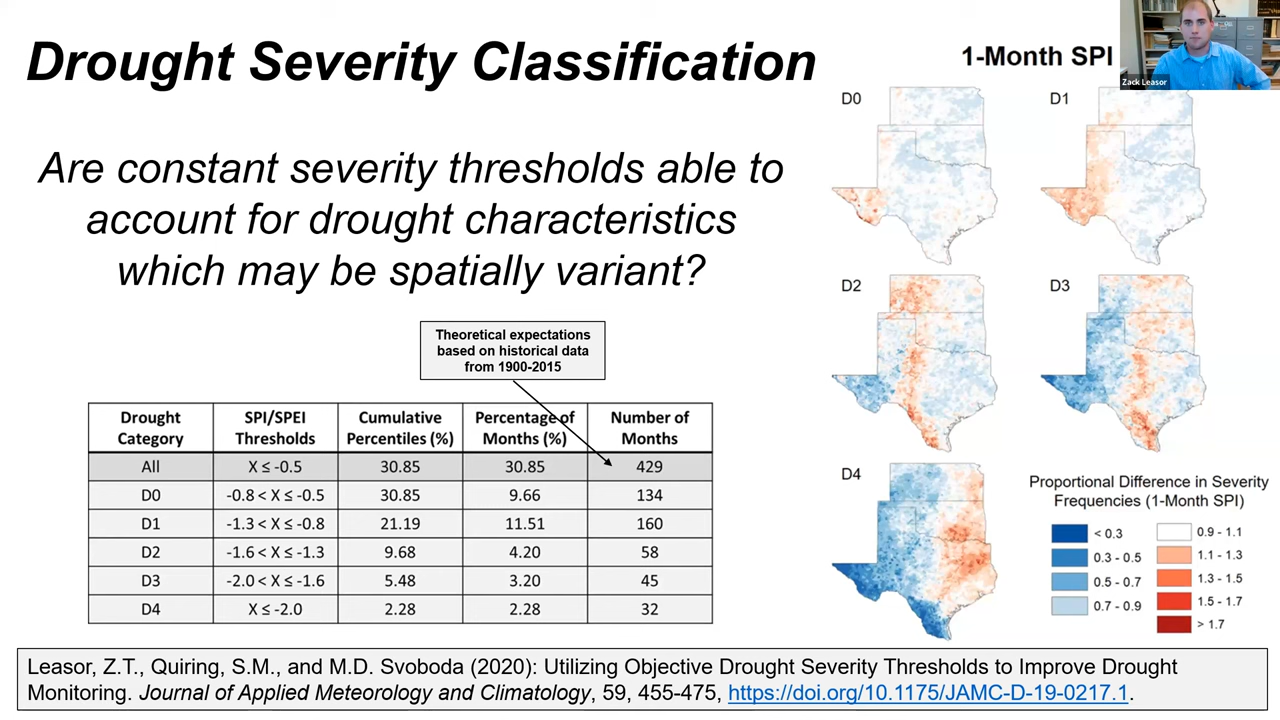 Drought Severity Classification
Are constant severity thresholds able to
account for drought characteristics
which may be spatially variant?
Theoretical expectations
based on historical data
from 1900-2015
Drought Category SPI/SPEI Thresholds Cumulative Percentiles (%) Percentage of Months (%) Number of Months
All X ≤ -0.5 30.85 30.85 429
D0 -0.8 < X ≤ -0.5 30.85 9.66 134
D1 -1.3 < X ≤ -0.8 21.19 11.51 160
D2 -1.6 < X ≤ -1.3 9.68 4.20 58
D3 -2.0 < X ≤ -1.6 5.48 3.20 45
D4 X ≤ -2.0 2.28 2.28 32
1-Month SPI
Zack Leasor
D0
D1
D2
D3
D4
Proportional Difference in Severity
Frequencies (1-Month SPI)
< 0.3
0.3 - 0.5
0.5 - 0.7
0.7 - 0.9
0.9 - 1.1
1.1 - 1.3
1.3 - 1.5
1.5 - 1.7
> 1.7
Leasor, Z.T., Quiring, S.M., and M.D. Svoboda (2020): Utilizing Objective Drought Severity Thresholds to Improve Drought
Monitoring. Journal of Applied Meteorology and Climatology, 59, 455-475, https://doi.org/10.1175/JAMC-D-19-0217.1.